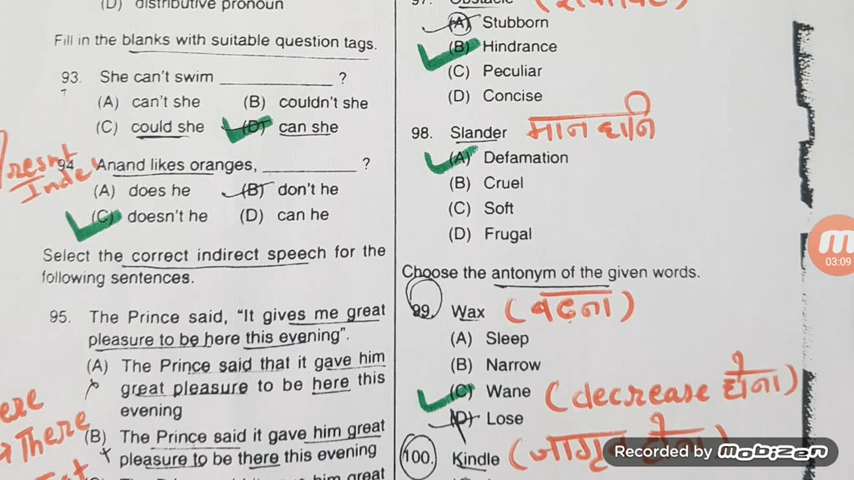 (D) distributive pronoun
Fill in the blanks with suitable question tags.
93. She can't swim ____________ ?
(A) can't she (B) couldn't she
(C) could she (D) can she
Presnt
Inde
94. Anand likes oranges, __________ ?
(A) does he (B) don't he
(C) doesn't he (D) can he
Select the correct indirect speech for the
following sentences.
95. The Prince said, "It gives me great
pleasure to be here this evening".
(A) The Prince said that it gave him
great pleasure to be here this
evening
There
(B) The Prince said it gave him great
pleasure to be there this evening
him great
97. Obstacle
(A) Stubborn
(B) Hindrance
(C) Peculiar
(D) Concise
98. Slander मान हानि
(A) Defamation
(B) Cruel
(C) Soft
(D) Frugal
Choose the antonym of the given words.
99. Wax (बढ़ना)
(A) Sleep
(B) Narrow
(C) Wane (decrease होना)
(D) Lose
100. Kindle
03:09
Recorded by mobizen